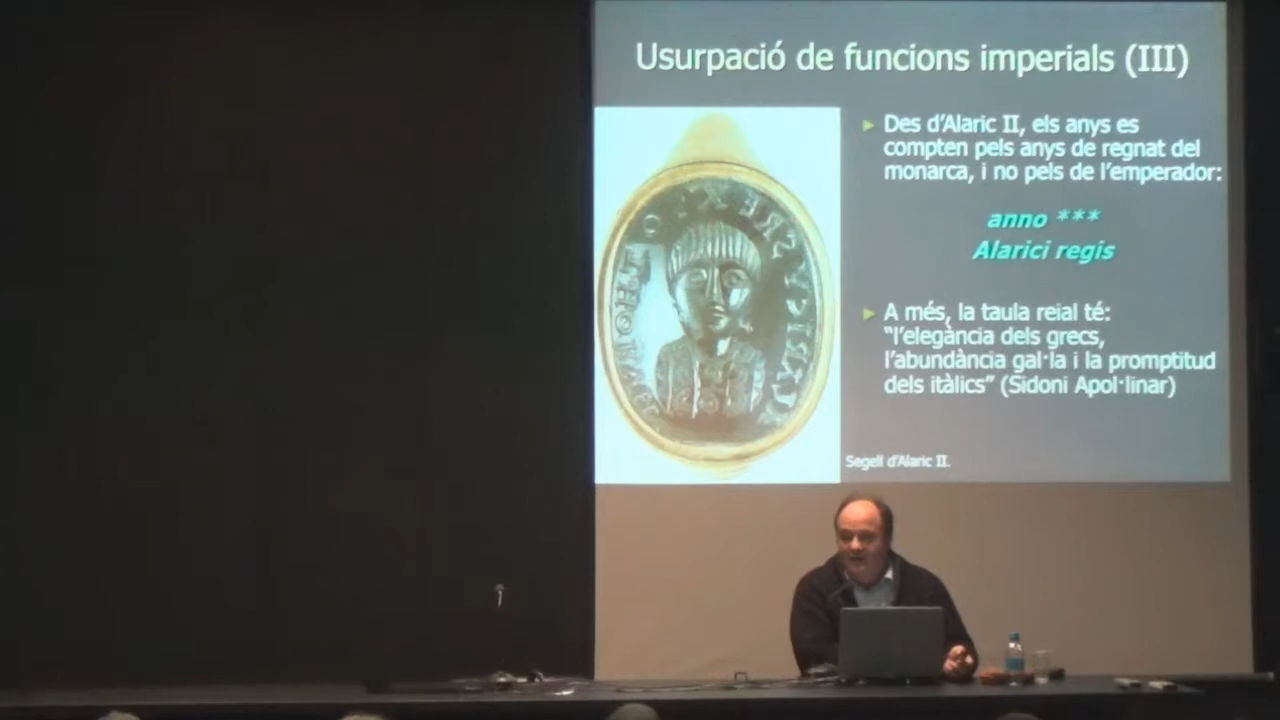 Usurpació de funcions imperials (III)
Des d'Alaric II, els anys es
compten pels anys de regnat del
monarca, i no pels de l'emperador:
anno ***
Alarici regis
A més, la taula reial té:
"l'elegància dels grecs,
l'abundància gal·la i la promptitud
dels itàlics" (Sidoni Apol·linar)
Segell d'Alaric II.